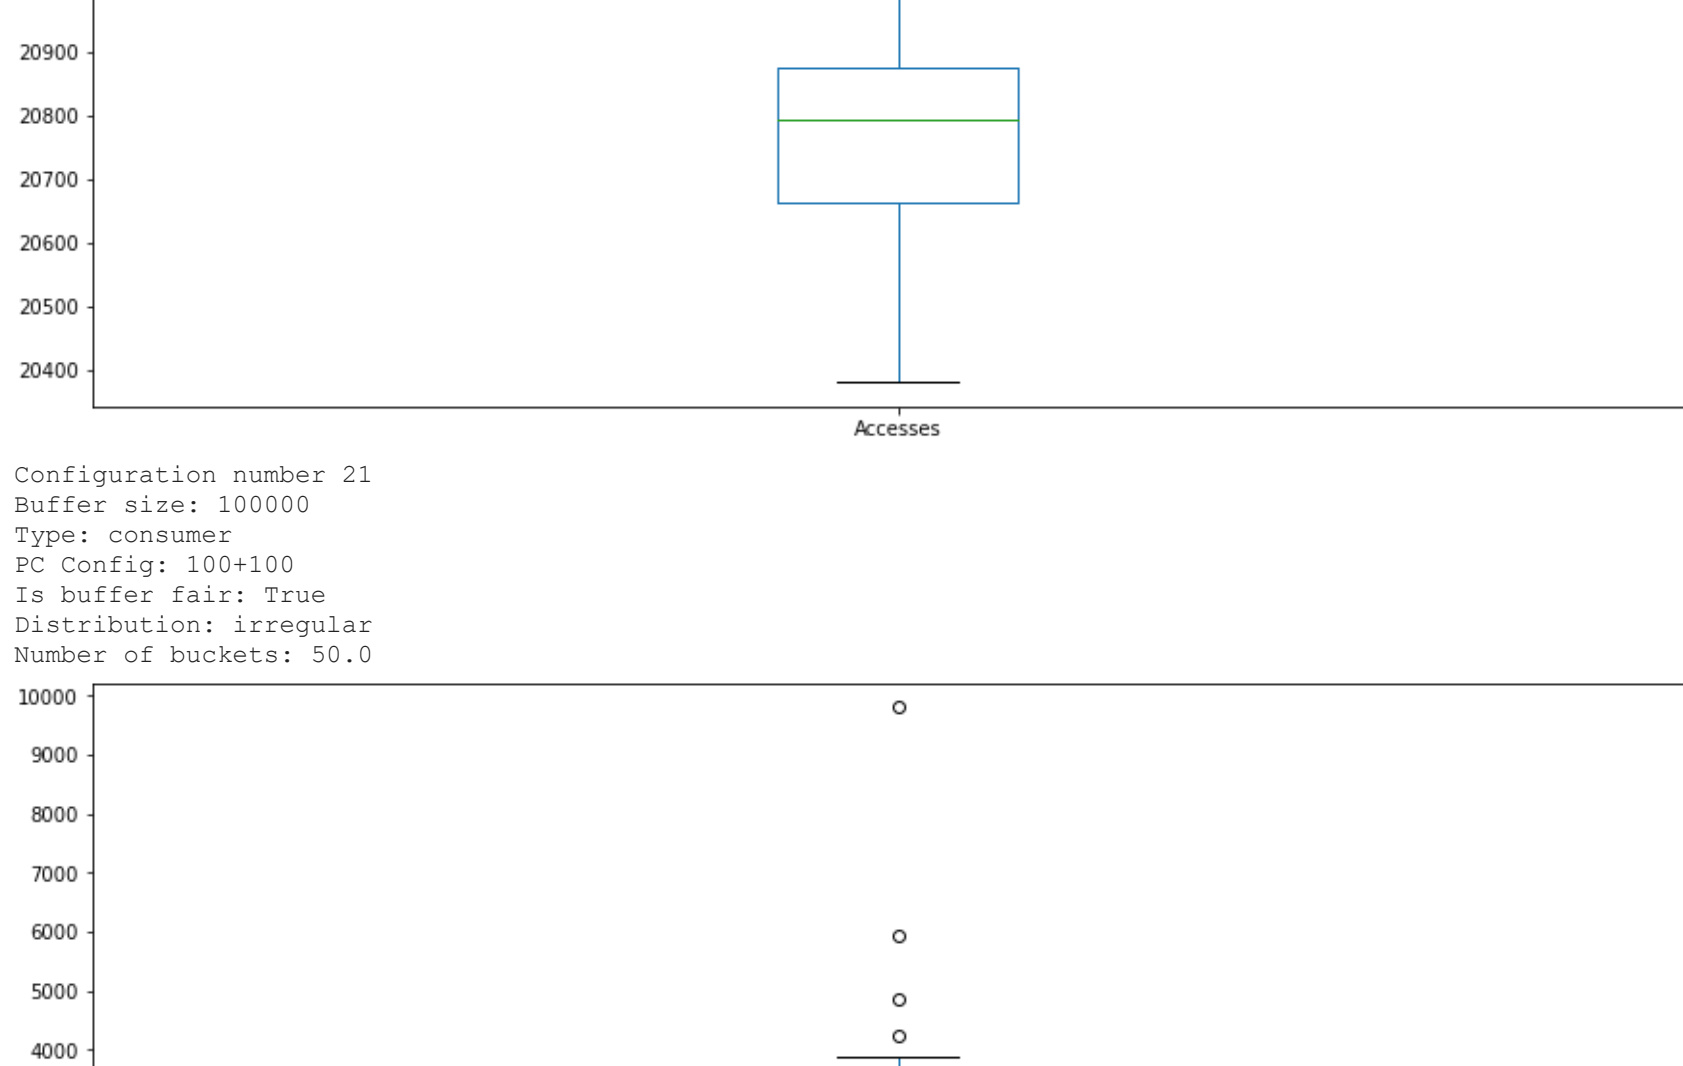 20900
20800
20700
20600
20500
20400
Accesses
Configuration number 21
Buffer size: 100000
Type: consumer
PC Config: 100+100
Is buffer fair: True
Distribution: irregular
Number of buckets: 50.0
10000
9000
8000
7000
6000
5000
4000